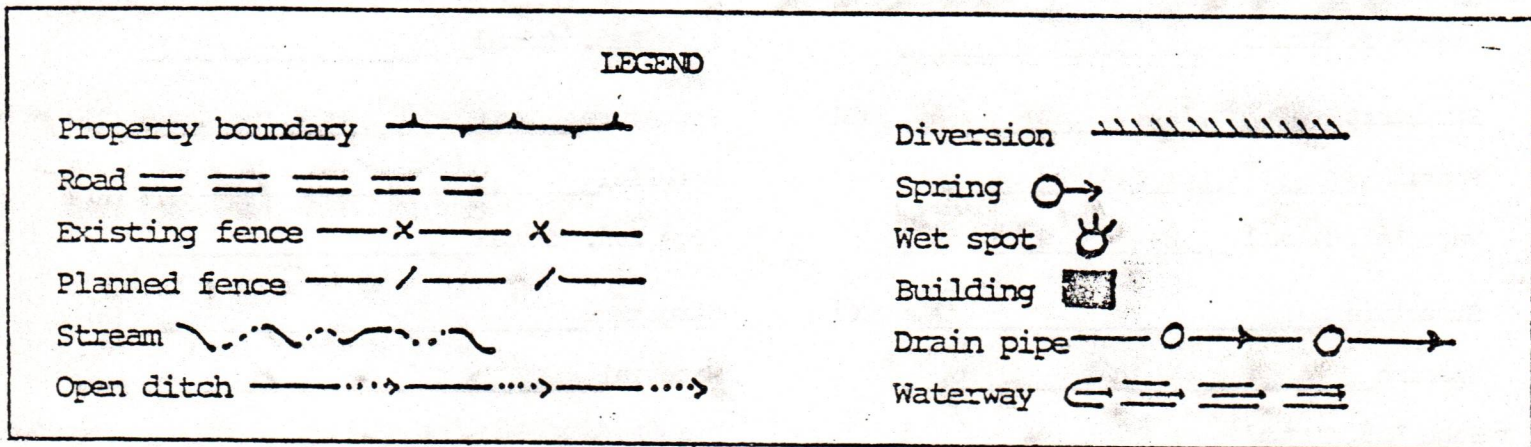 LEGEND
Property boundary
Road
Existing fence
Planned fence
Stream
Open ditch
Diversion
Spring
Wet spot
Building
Drain pipe
Waterway